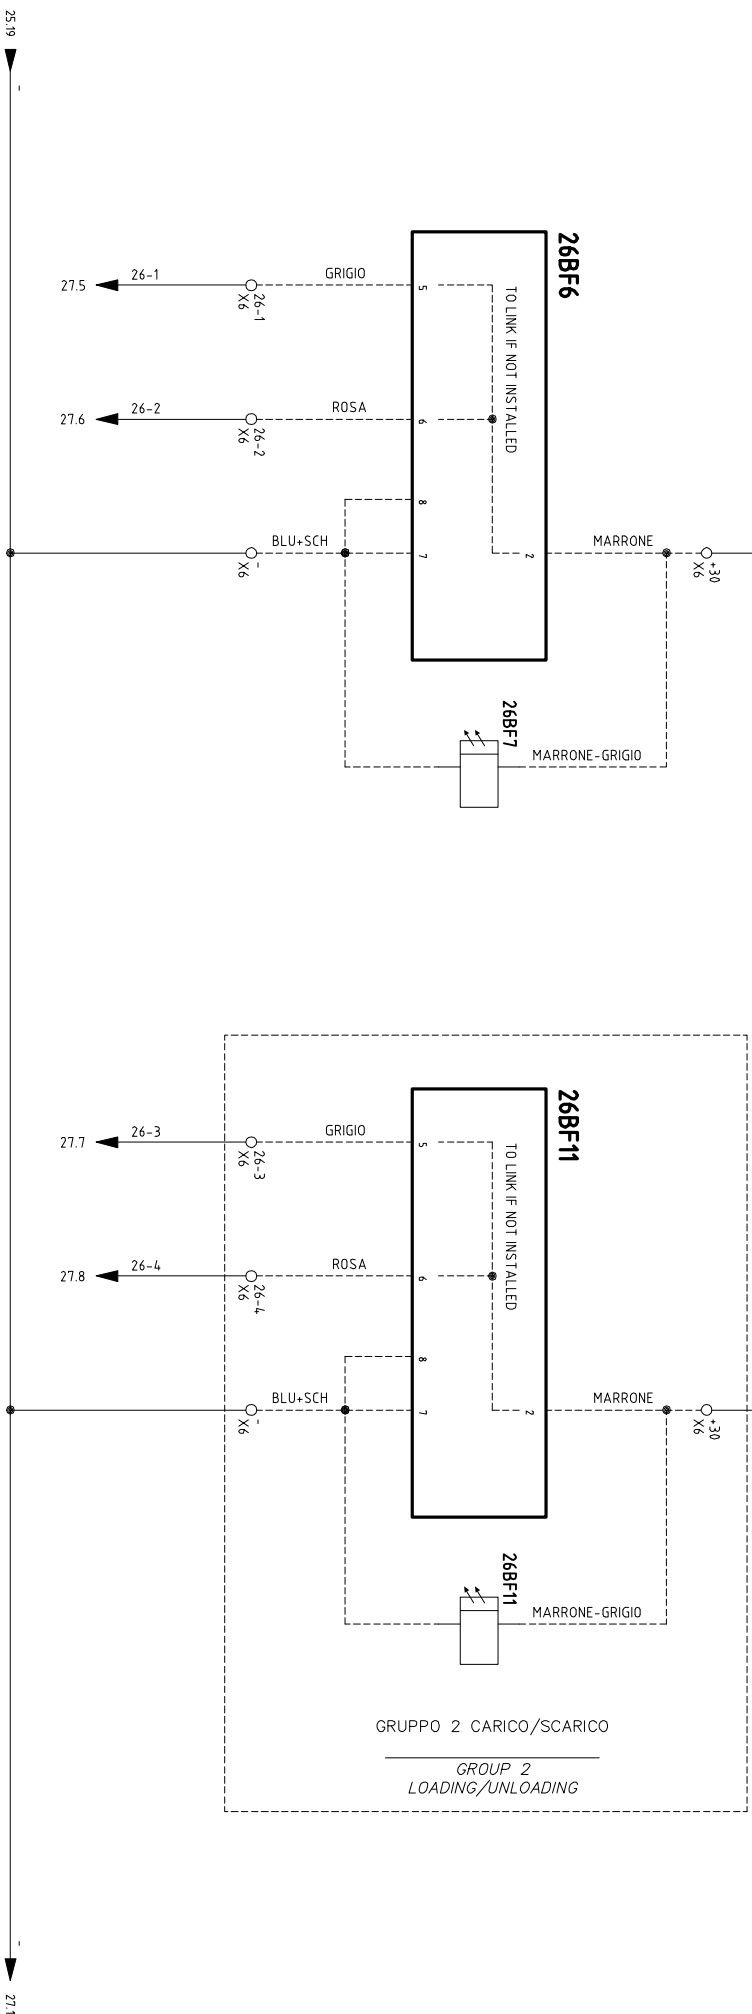 25.19
-
26BF6
27.5
26-1
26-1
X6
GRIGIO
5
TO LINK IF NOT INSTALLED
27.6
26-2
26-2
X6
ROSA
6
8
BLU+SCH
-
X6
7
2
MARRONE
+30
X6
26BF7
MARRONE-GRIGIO
26BF11
27.7
26-3
26-3
X6
GRIGIO
5
TO LINK IF NOT INSTALLED
27.8
26-4
26-4
X6
ROSA
6
8
BLU+SCH
-
X6
7
2
MARRONE
+30
X6
26BF11
MARRONE-GRIGIO
GRUPPO 2 CARICO/SCARICO
GROUP 2
LOADING/UNLOADING
-
27.1